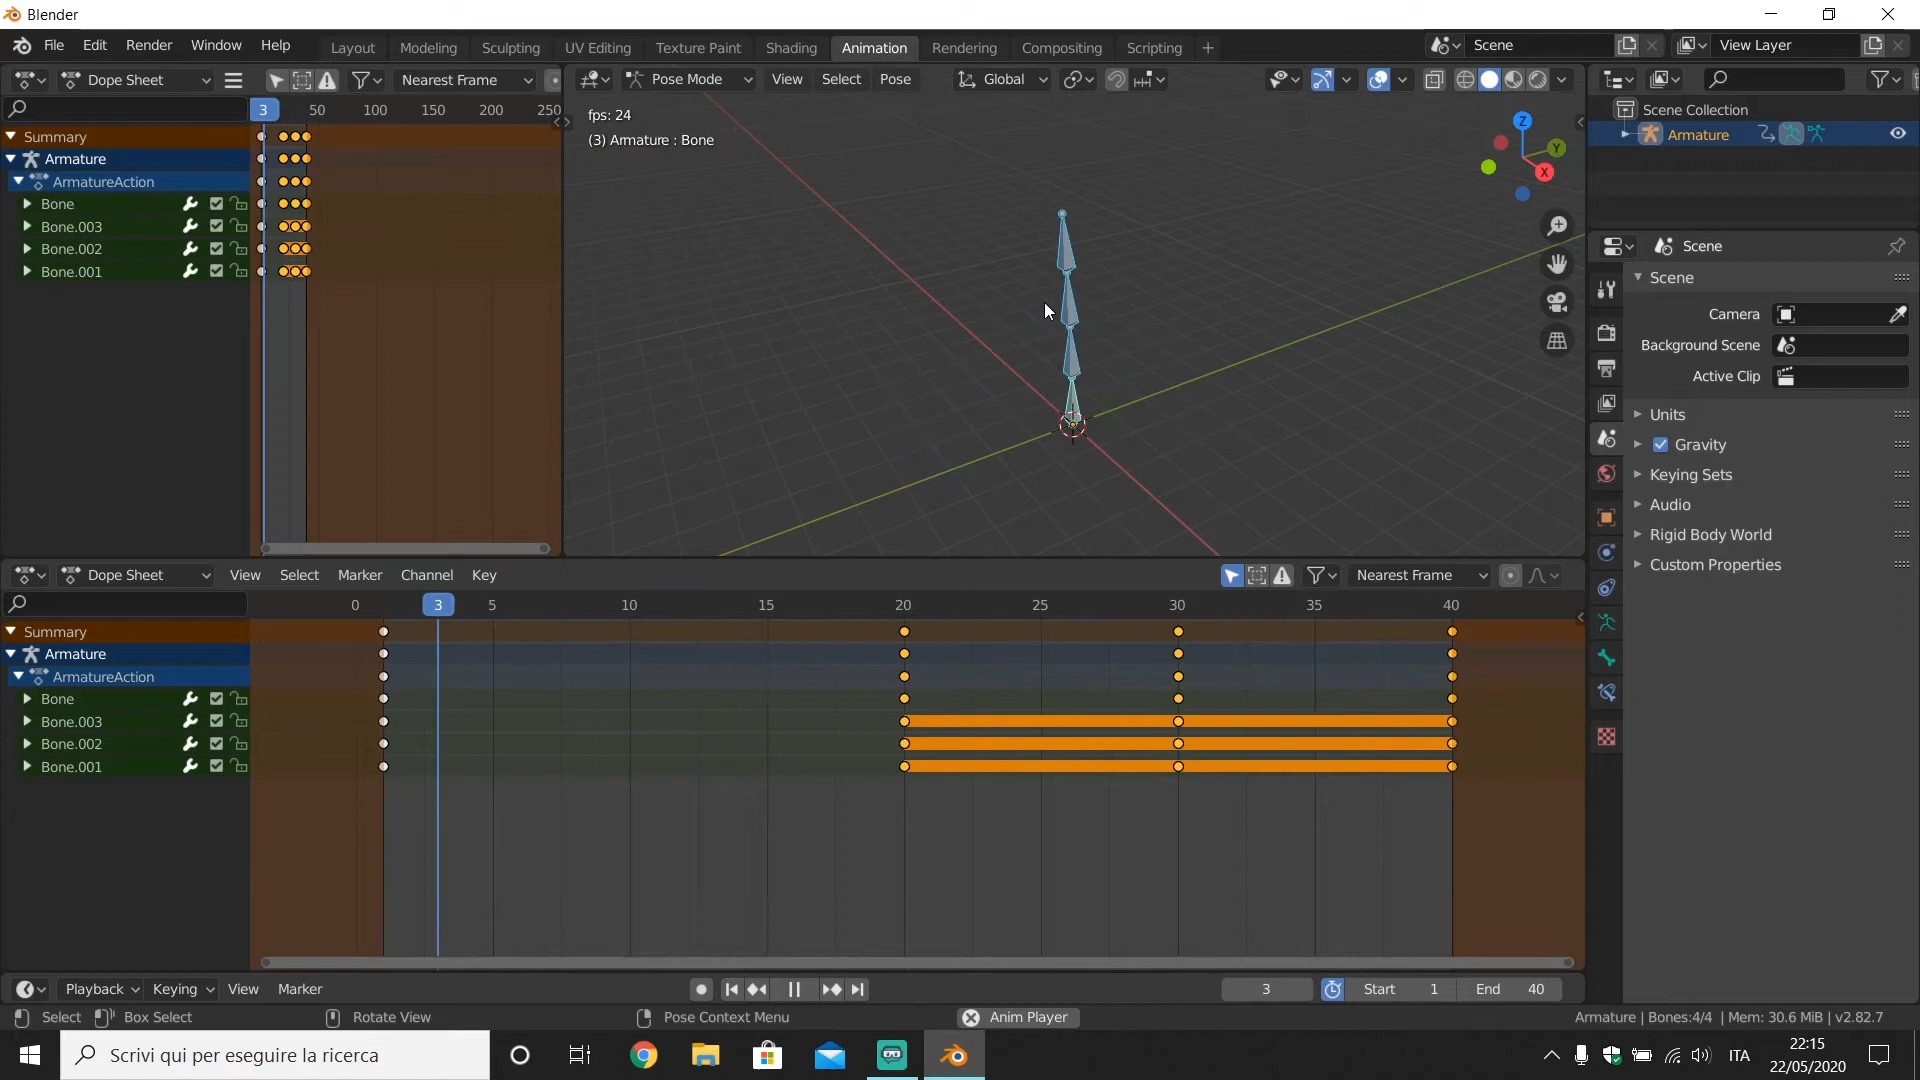 Blender
File Edit Render Window Help Layout Modeling Sculpting UV Editing Texture Paint Shading Animation Rendering Compositing Scripting + Scene View Layer
Dope Sheet Nearest Frame Pose Mode View Select Pose Global
3 50 100 150 200 250
Summary
Armature
ArmatureAction
Bone
Bone.003
Bone.002
Bone.001
fps: 24
(3) Armature : Bone
Z
Y
X
Scene Collection
Armature
Scene
Scene
Camera
Background Scene
Active Clip
Units
Gravity
Keying Sets
Audio
Rigid Body World
Custom Properties
Dope Sheet View Select Marker Channel Key Nearest Frame
0 3 5 10 15 20 25 30 35 40
Summary
Armature
ArmatureAction
Bone
Bone.003
Bone.002
Bone.001
Playback Keying View Marker 3 Start 1 End 40
Select Box Select Rotate View Pose Context Menu Anim Player Armature | Bones:4/4 | Mem: 30.6 MiB | v2.82.7
Scrivi qui per eseguire la ricerca ITA 22:15
22/05/2020